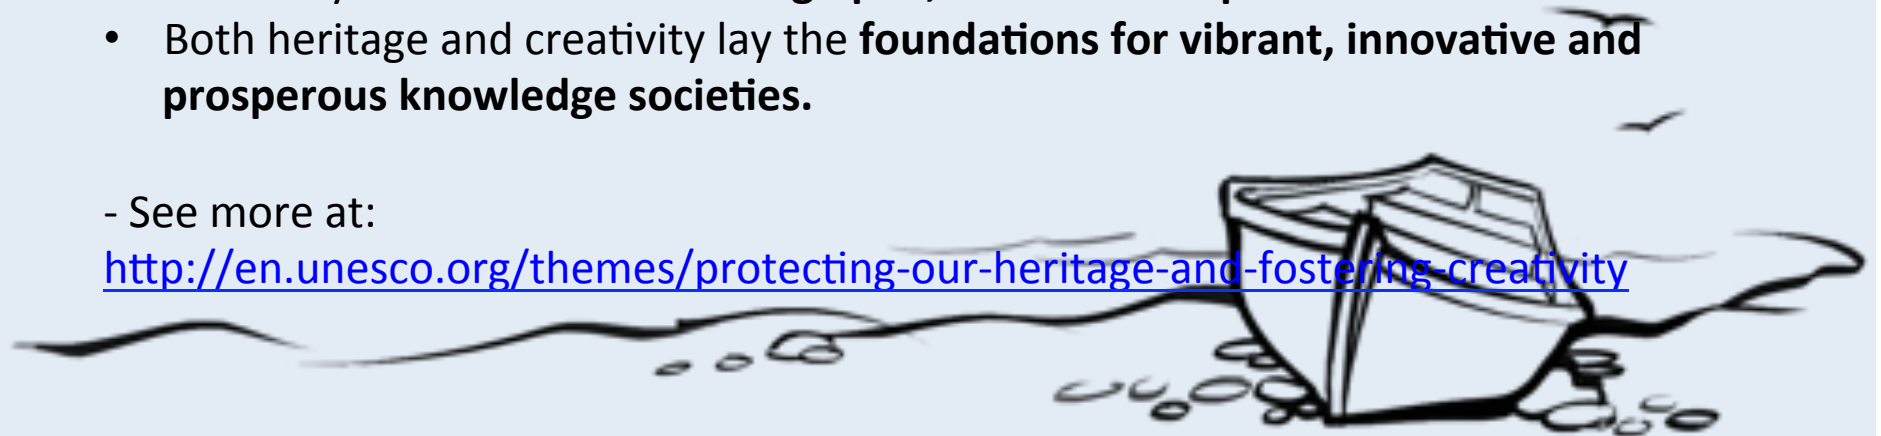 • Both heritage and creativity lay the foundations for vibrant, innovative and
prosperous knowledge societies.
- See more at:
http://en.unesco.org/themes/protecting-our-heritage-and-fostering-creativity